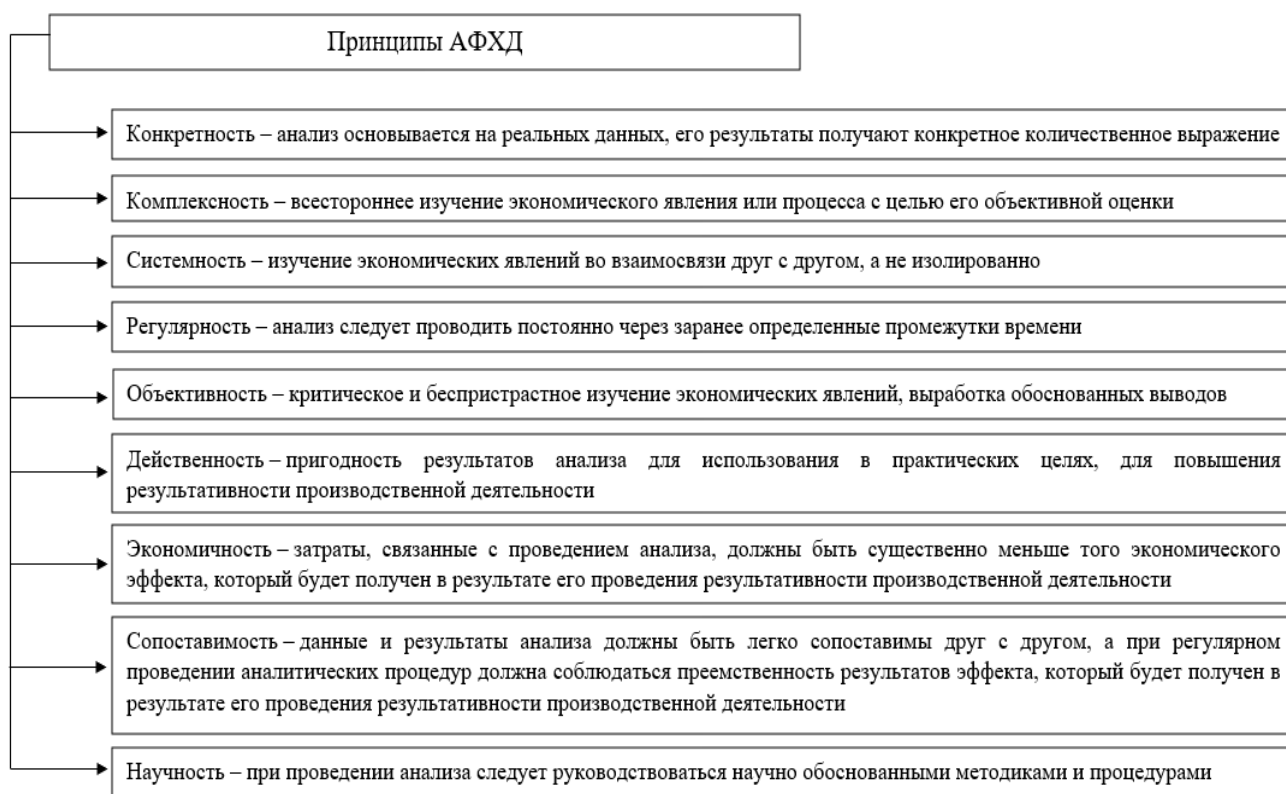 Принципы АФХД
Конкретность – анализ основывается на реальных данных, его результаты получают конкретное количественное выражение
Комплексность – всестороннее изучение экономического явления или процесса с целью его объективной оценки
Системность – изучение экономических явлений во взаимосвязи друг с другом, а не изолированно
Регулярность – анализ следует проводить постоянно через заранее определенные промежутки времени
Объективность – критическое и беспристрастное изучение экономических явлений, выработка обоснованных выводов
Действенность – пригодность результатов анализа для использования в практических целях, для повышения
результативности производственной деятельности
Экономичность – затраты, связанные с проведением анализа, должны быть существенно меньше того экономического
эффекта, который будет получен в результате его проведения результативности производственной деятельности
Сопоставимость – данные и результаты анализа должны быть легко сопоставимы друг с другом, а при регулярном
проведении аналитических процедур должна соблюдаться преемственность результатов эффекта, который будет получен в
результате его проведения результативности производственной деятельности
Научность – при проведении анализа следует руководствоваться научно обоснованными методиками и процедурами